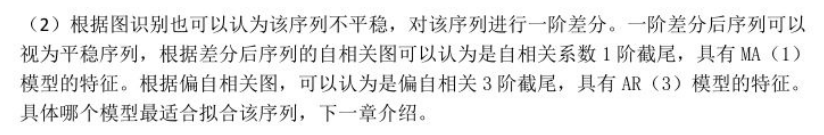 （2）根据图识别也可以认为该序列不平稳，对该序列进行一阶差分。一阶差分后序列可以
视为平稳序列，根据差分后序列的自相关图可以认为是自相关系数 1 阶截尾，具有 MA（1）
模型的特征。根据偏自相关图，可以认为是偏自相关 3 阶截尾，具有 AR（3）模型的特征。
具体哪个模型最适合拟合该序列，下一章介绍。